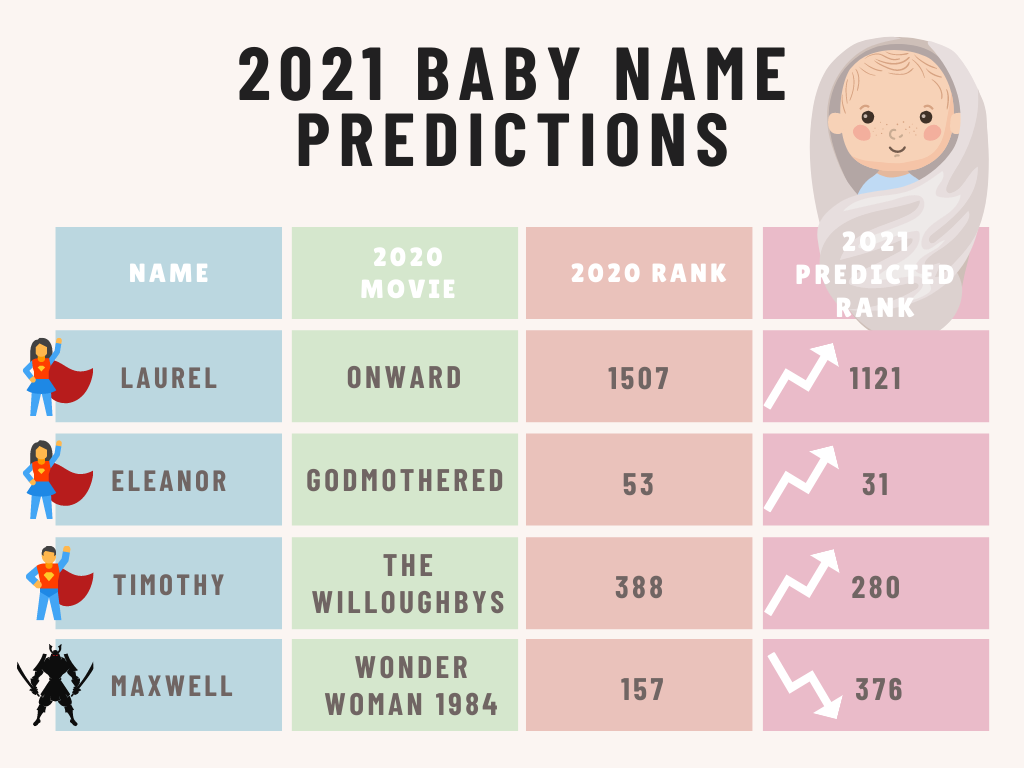 2021 BABY NAME
PREDICTIONS
NAME
2020
MOVIE
2020 RANK
2021
PREDICTED
RANK
LAUREL
ONWARD
1507
1121
ELEANOR
GODMOTHERED
53
31
TIMOTHY
THE
WILLOUGHBYS
388
280
MAXWELL
WONDER
WOMAN 1984
157
376